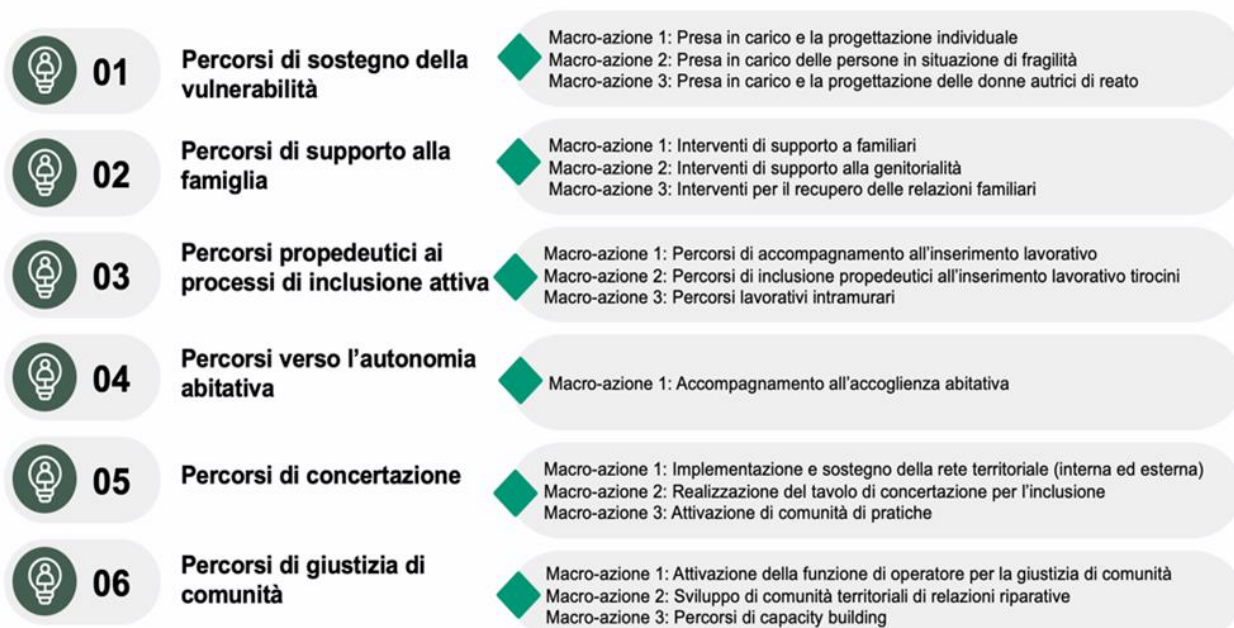 01
Percorsi di sostegno della
vulnerabilità
Macro-azione 1: Presa in carico e la progettazione individuale
Macro-azione 2: Presa in carico delle persone in situazione di fragilità
Macro-azione 3: Presa in carico e la progettazione delle donne autrici di reato
02
Percorsi di supporto alla
famiglia
Macro-azione 1: Interventi di supporto a familiari
Macro-azione 2: Interventi di supporto alla genitorialità
Macro-azione 3: Interventi per il recupero delle relazioni familiari
03
Percorsi propedeutici ai
processi di inclusione attiva
Macro-azione 1: Percorsi di accompagnamento all'inserimento lavorativo
Macro-azione 2: Percorsi di inclusione propedeutici all'inserimento lavorativo tirocini
Macro-azione 3: Percorsi lavorativi intramurari
04
Percorsi verso l'autonomia
abitativa
Macro-azione 1: Accompagnamento all'accoglienza abitativa
05
Percorsi di concertazione
Macro-azione 1: Implementazione e sostegno della rete territoriale (interna ed esterna)
Macro-azione 2: Realizzazione del tavolo di concertazione per l'inclusione
Macro-azione 3: Attivazione di comunità di pratiche
06
Percorsi di giustizia di
comunità
Macro-azione 1: Attivazione della funzione di operatore per la giustizia di comunità
Macro-azione 2: Sviluppo di comunità territoriali di relazioni riparative
Macro-azione 3: Percorsi di capacity building